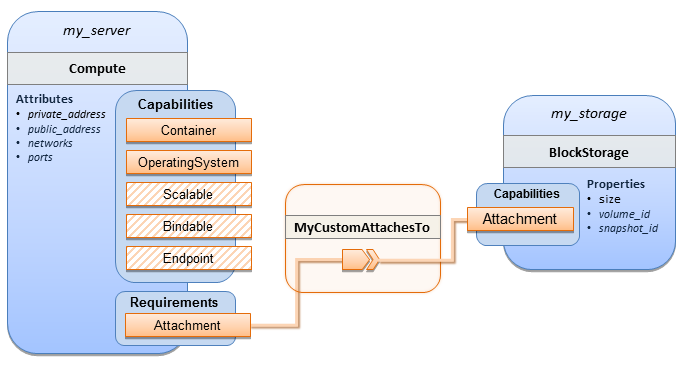 my_server
Compute
Attributes
• private_address
• public_address
• networks
• ports
Capabilities
Container
OperatingSystem
Scalable
Bindable
Endpoint
Requirements
Attachment
MyCustomAttachesTo
my_storage
BlockStorage
Capabilities
Attachment
Properties
• size
• volume_id
• snapshot_id